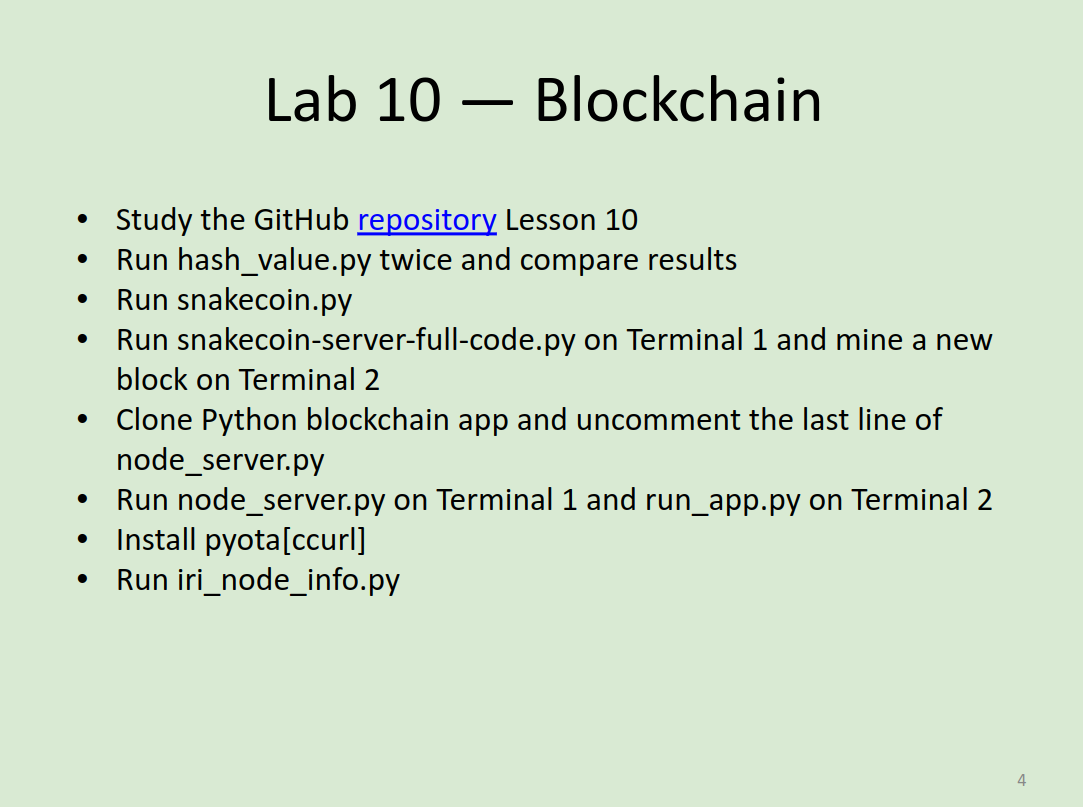 Lab 10 — Blockchain
• Study the GitHub repository Lesson 10
• Run hash_value.py twice and compare results
• Run snakecoin.py
• Run snakecoin-server-full-code.py on Terminal 1 and mine a new
block on Terminal 2
• Clone Python blockchain app and uncomment the last line of
node_server.py
• Run node_server.py on Terminal 1 and run_app.py on Terminal 2
• Install pyota[ccurl]
• Run iri_node_info.py
4